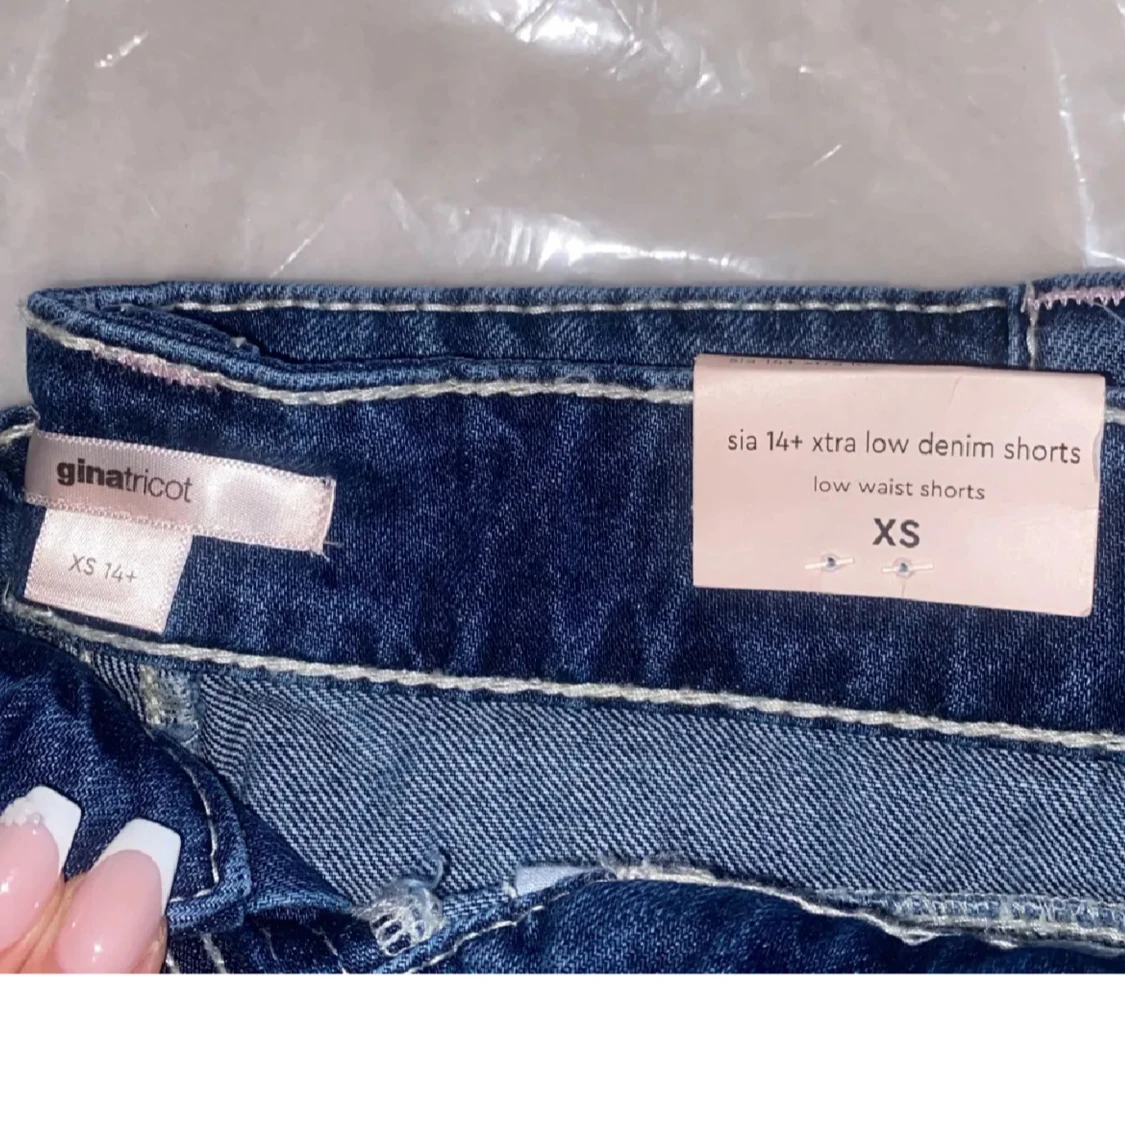 ginatricot
XS 14+
sia 14+ xtra low denim shorts
low waist shorts
XS